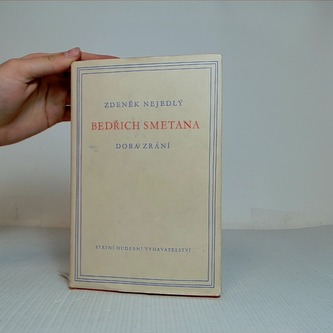 ZDENĚK NEJEDLÝ
BEDŘICH SMETANA
DOBA ZRÁNÍ
STÁTNÍ HUDEBNÍ VYDAVATELSTVÍ